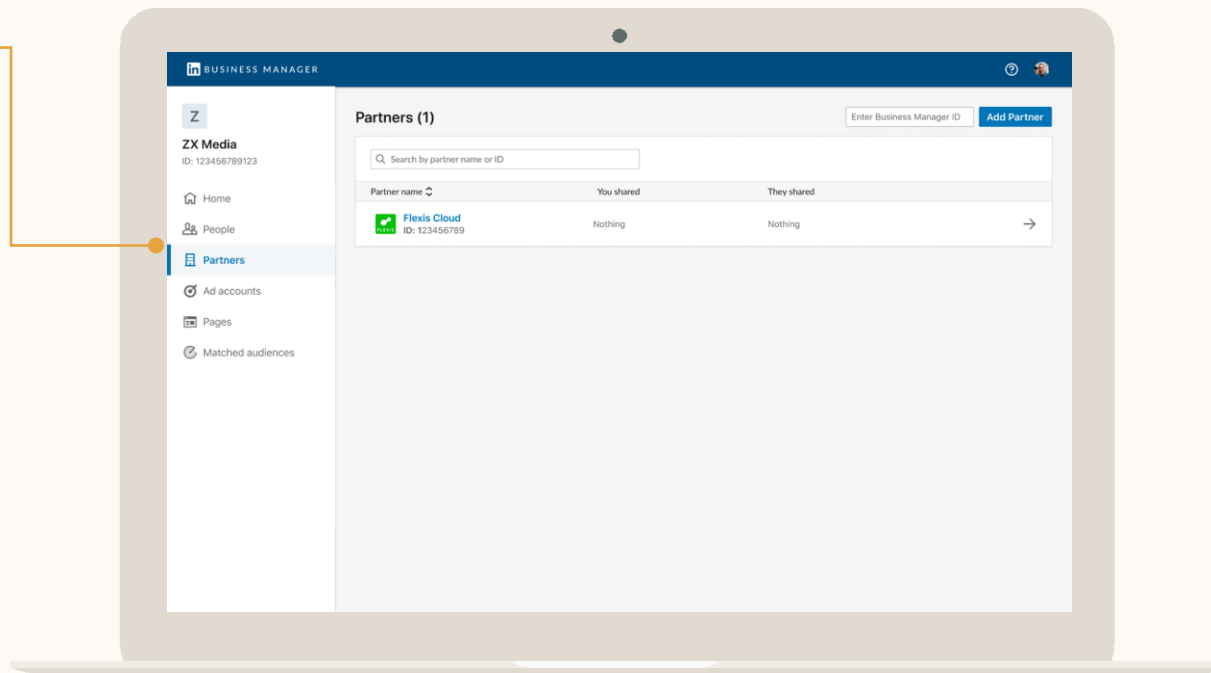 in BUSINESS MANAGER
Z
ZX Media
ID: 123456789123
Home
People
Partners
Ad accounts
Pages
Matched audiences
Partners (1)
Enter Business Manager ID
Add Partner
Search by partner name or ID
Partner name You shared They shared
FLEXIS
Flexis Cloud
ID: 123456789
Nothing Nothing